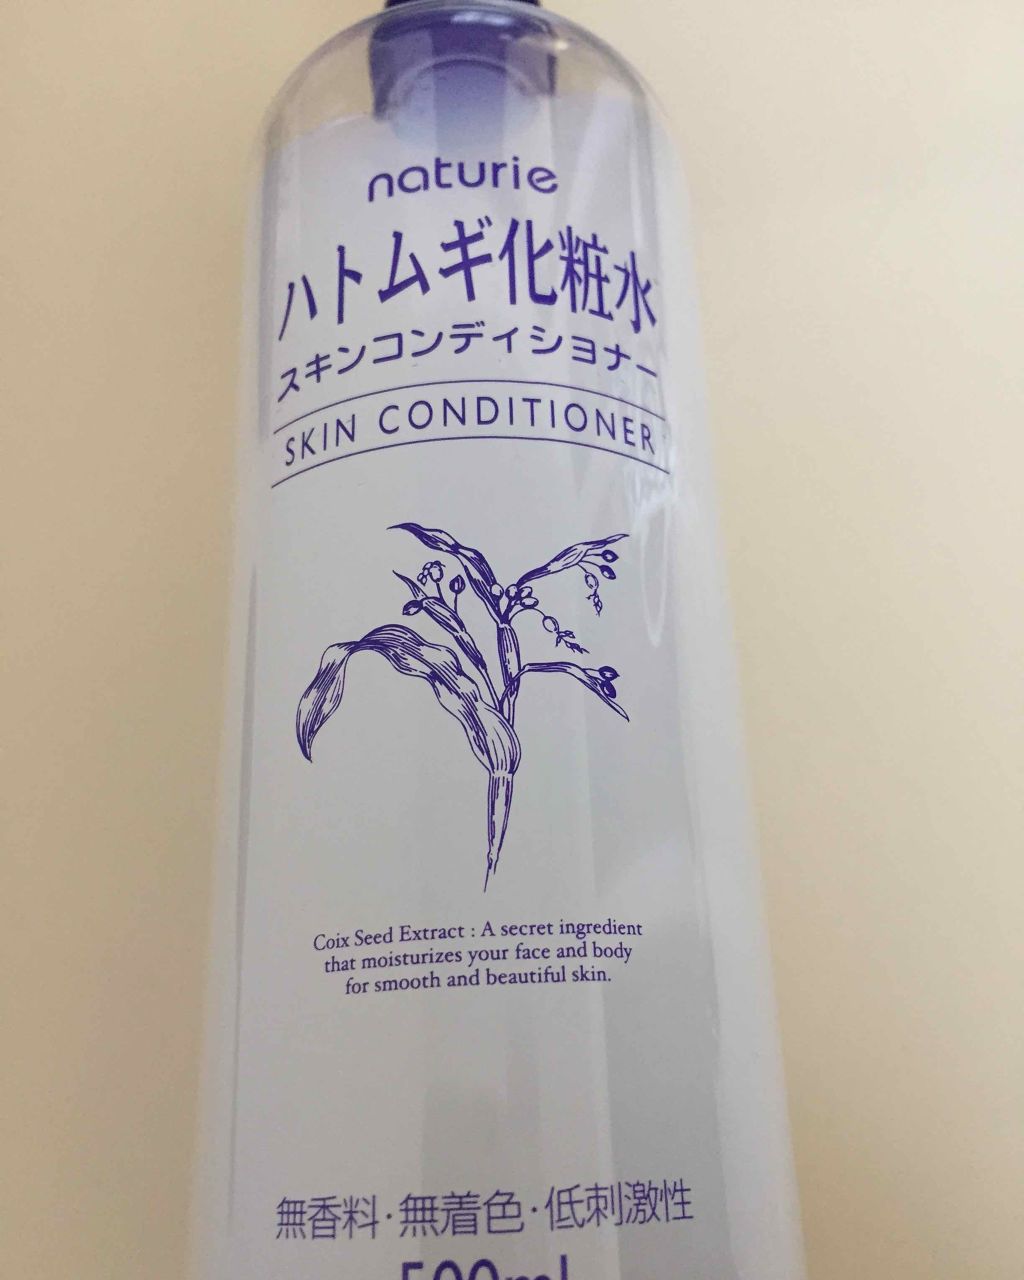 naturie
ハトムギ化粧水
スキンコンディショナー
SKIN CONDITIONER
Coix Seed Extract : A secret ingredient
that moisturizes your face and body
for smooth and beautiful skin.
無香料・無着色・低刺激性
500ml